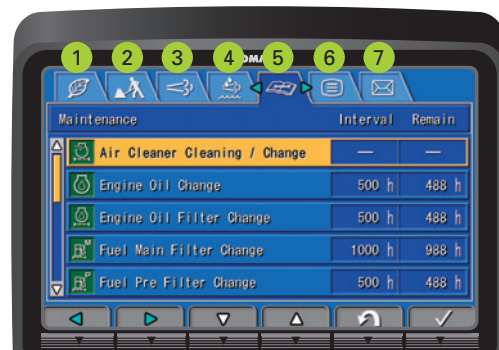 1 2 3 4 5 6 7
Maintenance Interval Remain
Air Cleaner Cleaning / Change — —
Engine Oil Change 500 h 488 h
Engine Oil Filter Change 500 h 488 h
M Fuel Main Filter Change 1000 h 988 h
P Fuel Pre Filter Change 500 h 488 h